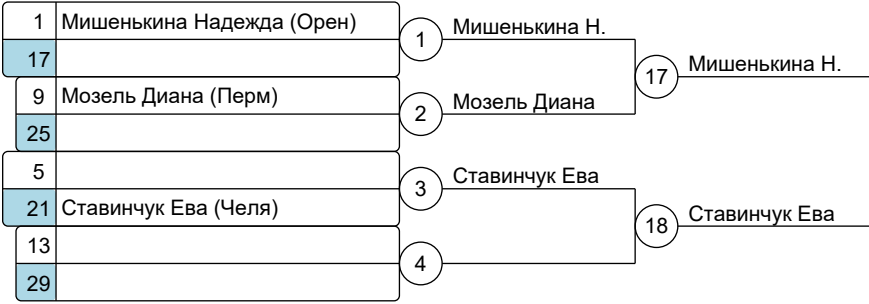 1 Мишенькина Надежда (Орен)
17
9 Мозель Диана (Перм)
25
5
21 Ставинчук Ева (Челя)
13
29
1 Мишенькина Н.
2 Мозель Диана
3 Ставинчук Ева
4
17 Мишенькина Н.
18 Ставинчук Ева